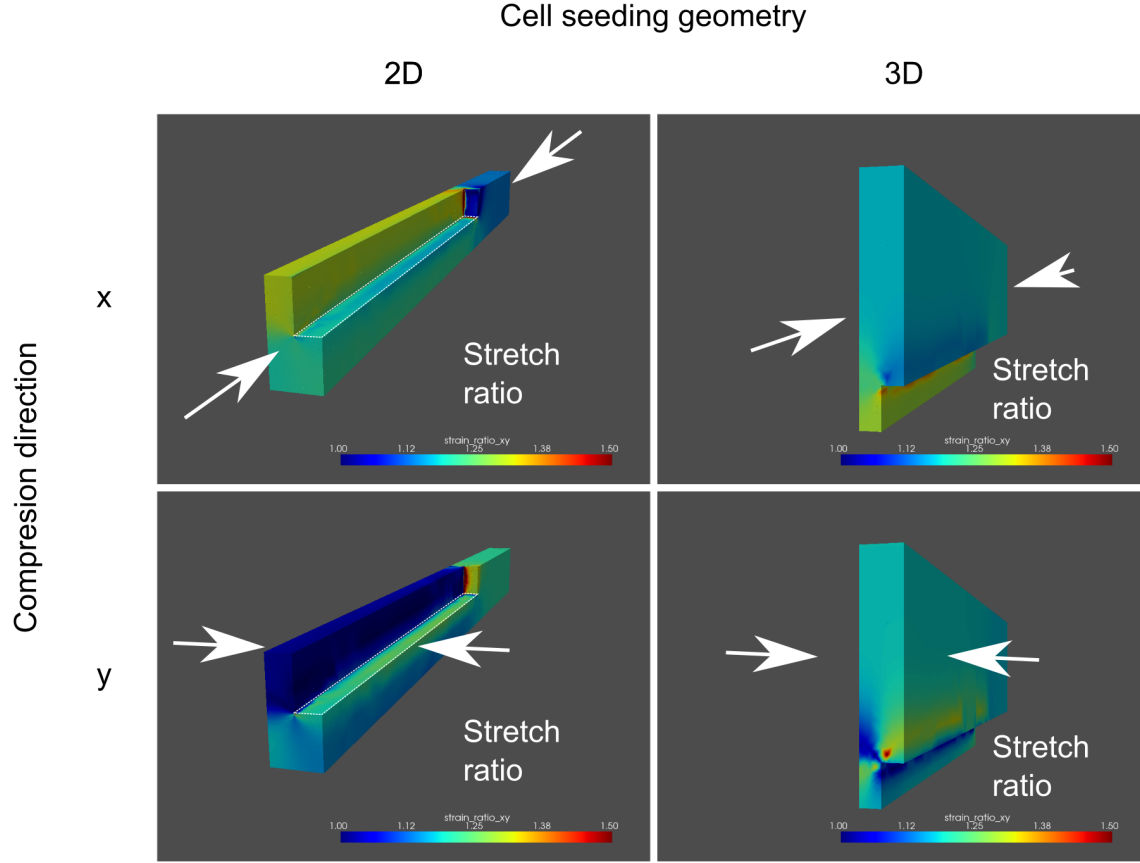 Cell seeding geometry
2D
3D
Compresion direction
x
Stretch
ratio
strain_ratio_xy
1.00 1.12 1.25 1.38 1.50
Stretch
ratio
strain_ratio_xy
1.00 1.12 1.25 1.38 1.50
y
Stretch
ratio
strain_ratio_xy
1.00 1.12 1.25 1.38 1.50
Stretch
ratio
strain_ratio_xy
1.00 1.12 1.25 1.38 1.50